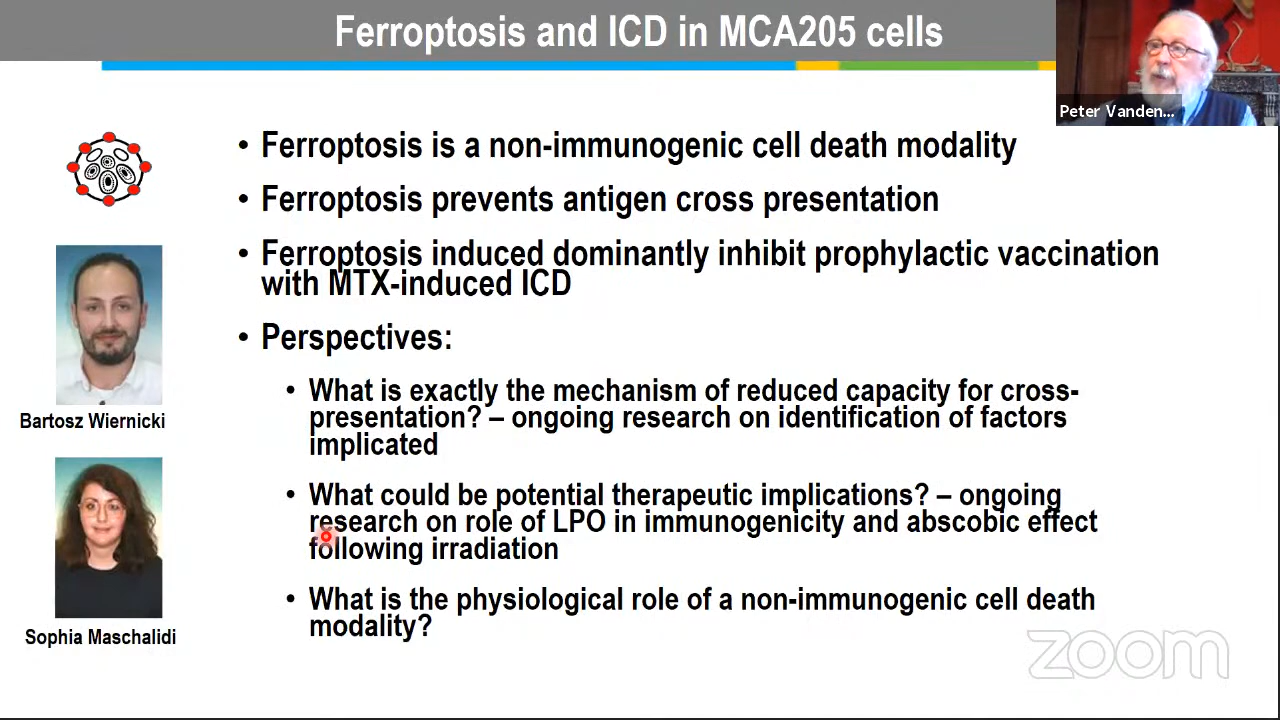 Ferroptosis and ICD in MCA205 cells
Peter Vanden...
• Ferroptosis is a non-immunogenic cell death modality
• Ferroptosis prevents antigen cross presentation
• Ferroptosis induced dominantly inhibit prophylactic vaccination
with MTX-induced ICD
• Perspectives:
• What is exactly the mechanism of reduced capacity for cross-
presentation? – ongoing research on identification of factors
implicated
• What could be potential therapeutic implications? – ongoing
research on role of LPO in immunogenicity and abscobic effect
following irradiation
• What is the physiological role of a non-immunogenic cell death
modality?
Bartosz Wiernicki
Sophia Maschalidi
zoom